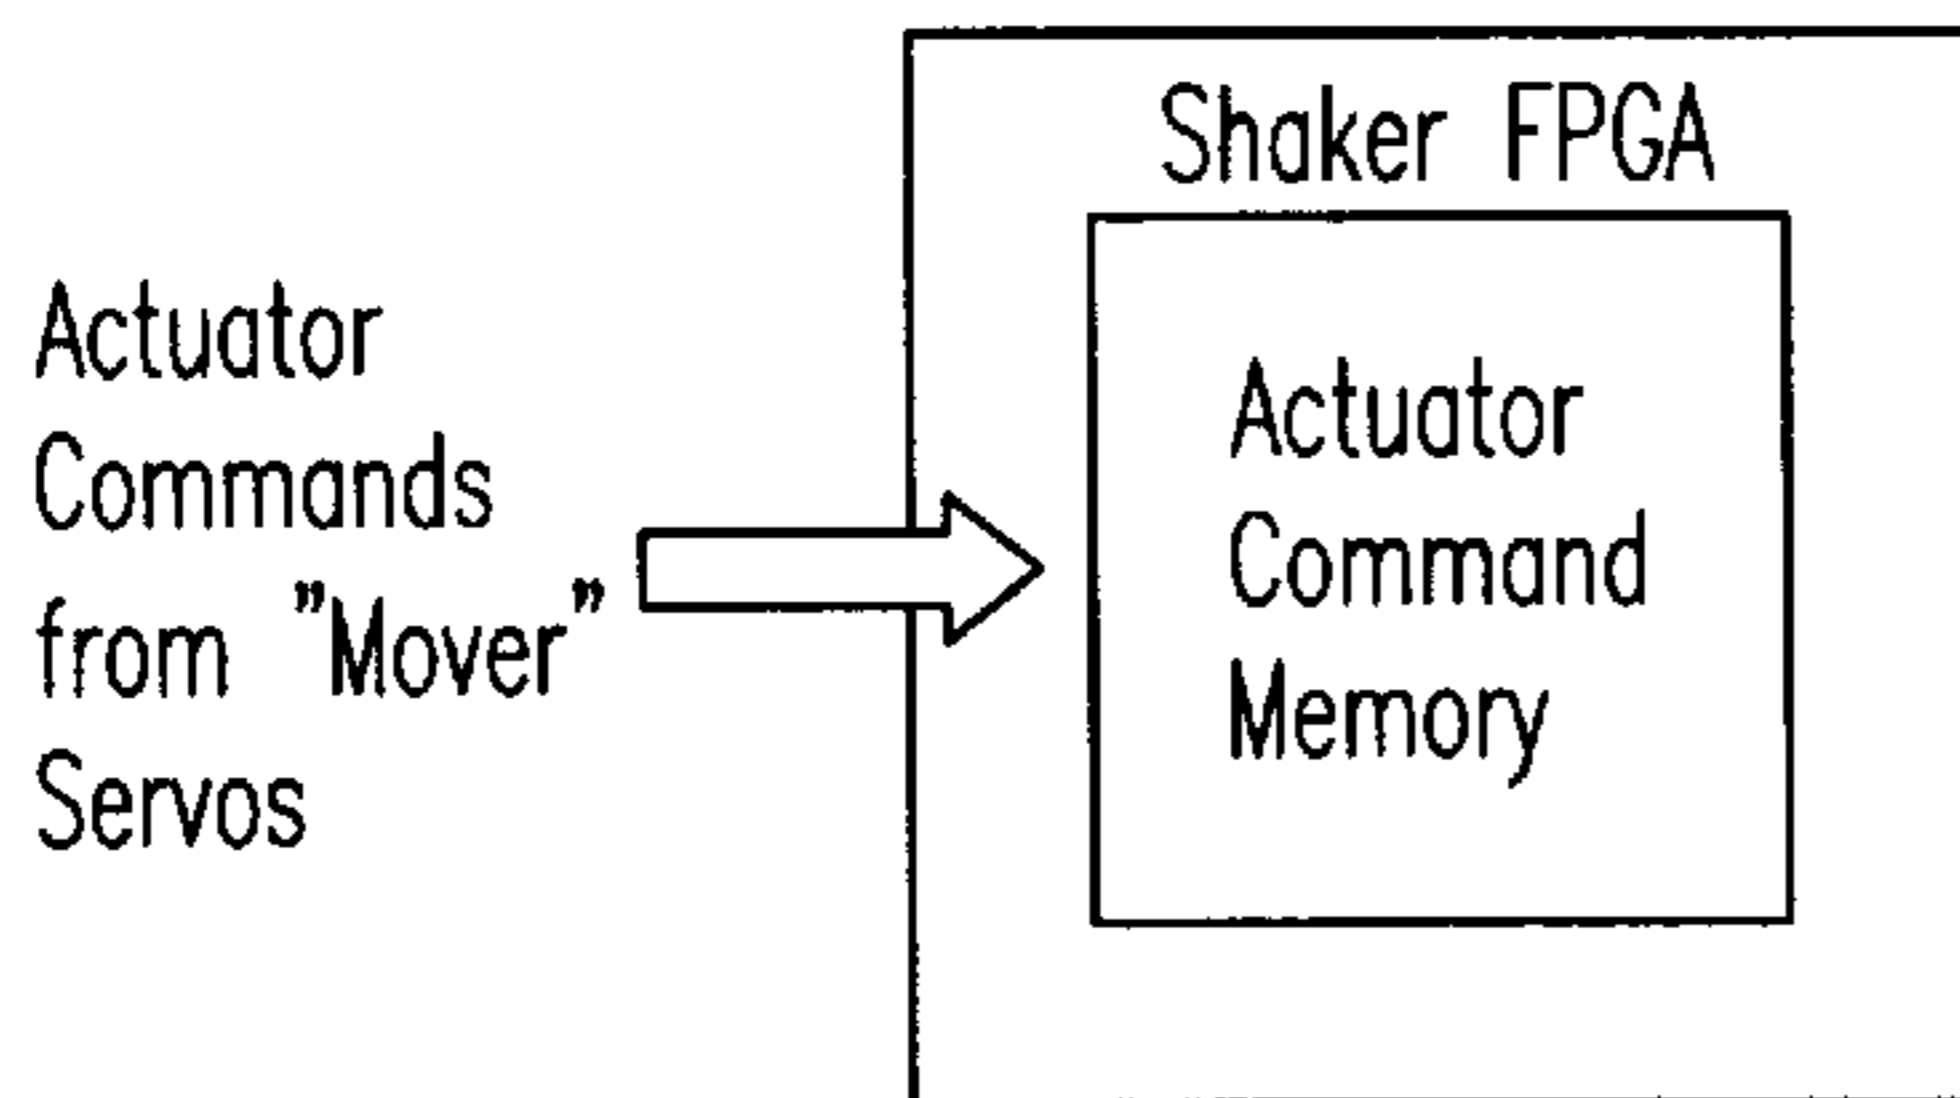 Shaker FPGA
Actuator
Commands
from "Mover"
Servos
Actuator
Command
Memory